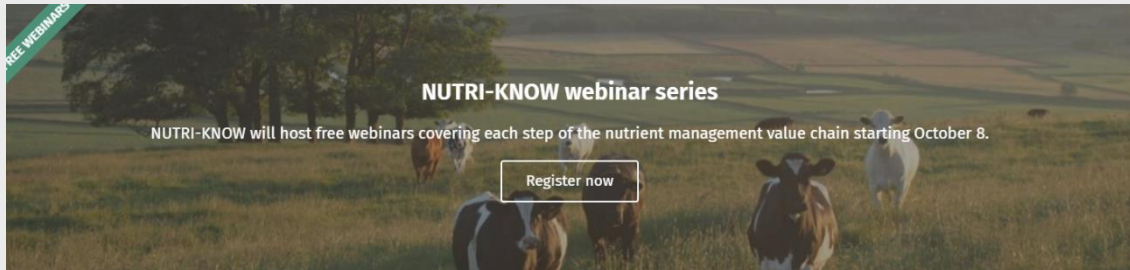 FREE WEBINARS
NUTRI-KNOW webinar series
NUTRI-KNOW will host free webinars covering each step of the nutrient management value chain starting October 8.
Register now